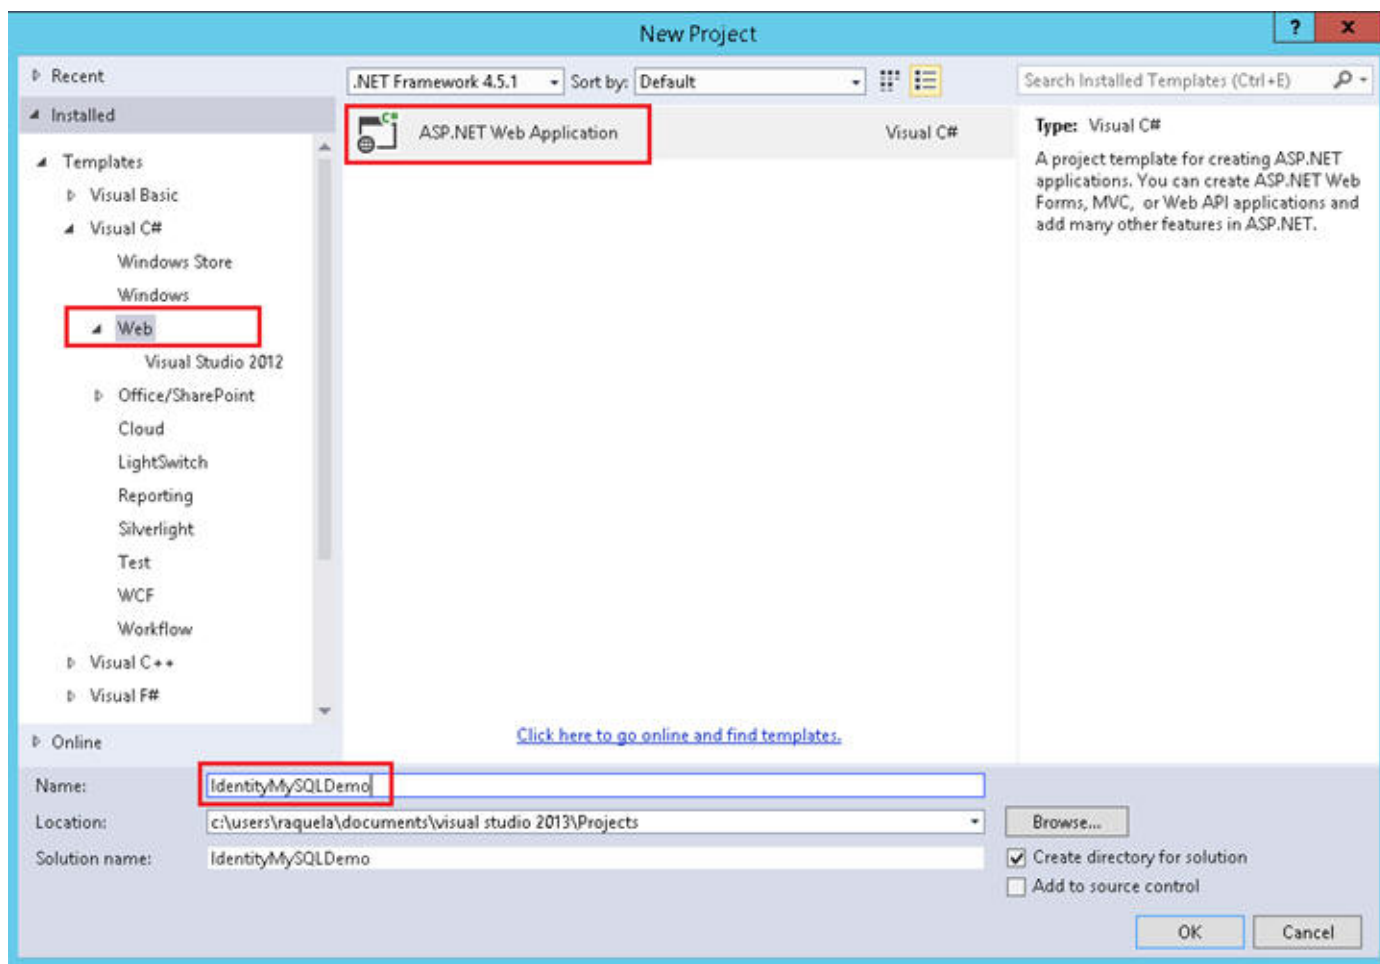 New Project
? x
Recent
.NET Framework 4.5.1 Sort by: Default
Search Installed Templates (Ctrl+E)
Installed
Templates
Visual Basic
Visual C#
Windows Store
Windows
Web
Visual Studio 2012
Office/SharePoint
Cloud
LightSwitch
Reporting
Silverlight
Test
WCF
Workflow
Visual C++
Visual F#
Online
C#
ASP.NET Web Application Visual C#
Click here to go online and find templates.
Type: Visual C#
A project template for creating ASP.NET
applications. You can create ASP.NET Web
Forms, MVC, or Web API applications and
add many other features in ASP.NET.
Name: IdentityMySQLDemo
Location: c:\users\raquela\documents\visual studio 2013\Projects
Browse...
Solution name: IdentityMySQLDemo
Create directory for solution
Add to source control
OK Cancel